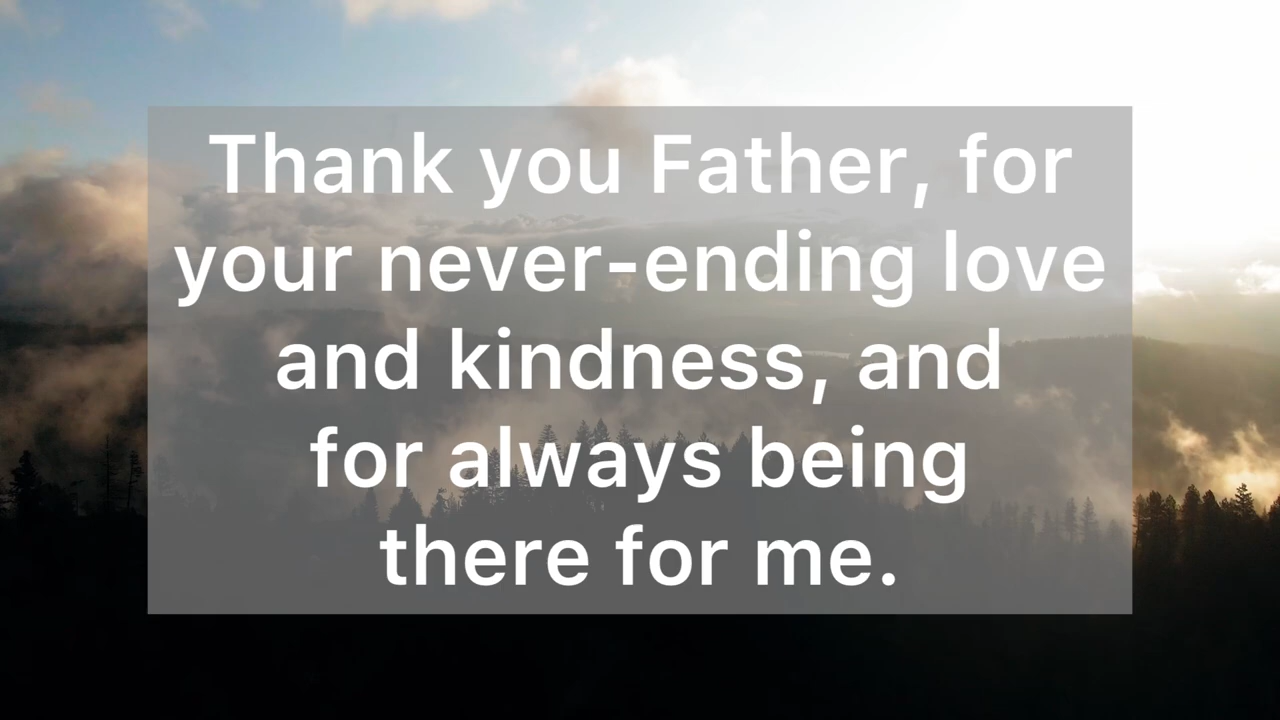 Thank you Father, for
your never-ending love
and kindness, and
for always being
there for me.